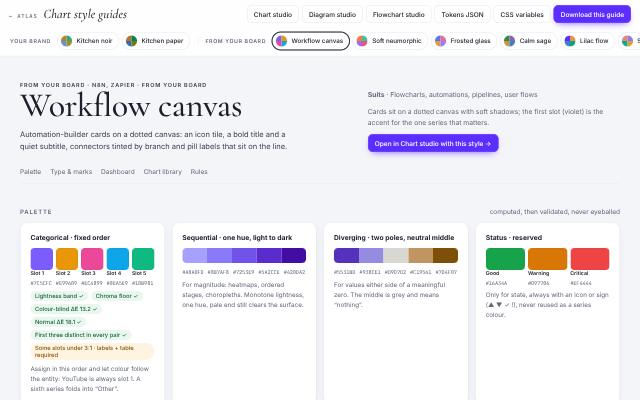 ← ATLAS Chart style guides
Chart studio
Diagram studio
Flowchart studio
Tokens JSON
CSS variables
Download this guide
YOUR BRAND
Kitchen noir
Kitchen paper
FROM YOUR BOARD
Workflow canvas
Soft neumorphic
Frosted glass
Calm sage
Lilac flow
FROM YOUR BOARD · N8N, ZAPIER · FROM YOUR BOARD
Workflow canvas
Automation-builder cards on a dotted canvas: an icon tile, a bold title and a
quiet subtitle, connectors tinted by branch and pill labels that sit on the line.
Suits · Flowcharts, automations, pipelines, user flows
Cards sit on a dotted canvas with soft shadows; the first slot (violet) is the
accent for the one series that matters.
Open in Chart studio with this style →
Palette
Type & marks
Dashboard
Chart library
Rules
PALETTE
computed, then validated, never eyeballed
Categorical · fixed order
Slot 1 Slot 2 Slot 3 Slot 4 Slot 5
Lightness band ✓
Chroma floor ✓
Colour-blind ΔE 13.2 ✓
Normal ΔE 18.1 ✓
First three distinct in every pair ✓
Some slots under 3:1 · labels + table
required
Assign in this order and let colour follow
the entity: YouTube is always slot 1. A
sixth series folds into "Other".
Sequential · one hue, light to dark
For magnitude: heatmaps, ordered
stages, choropleths. Monotone lightness,
one hue, pale end still clears the surface.
Diverging · two poles, neutral middle
For values either side of a meaningful
zero. The middle is grey and means
"nothing".
Status · reserved
Good Warning Critical
#16A34A #D97706 #EF4444
Only for state, always with an icon or sign
(▲ ▼ ✓ !), never just because you need a sixth
colour.